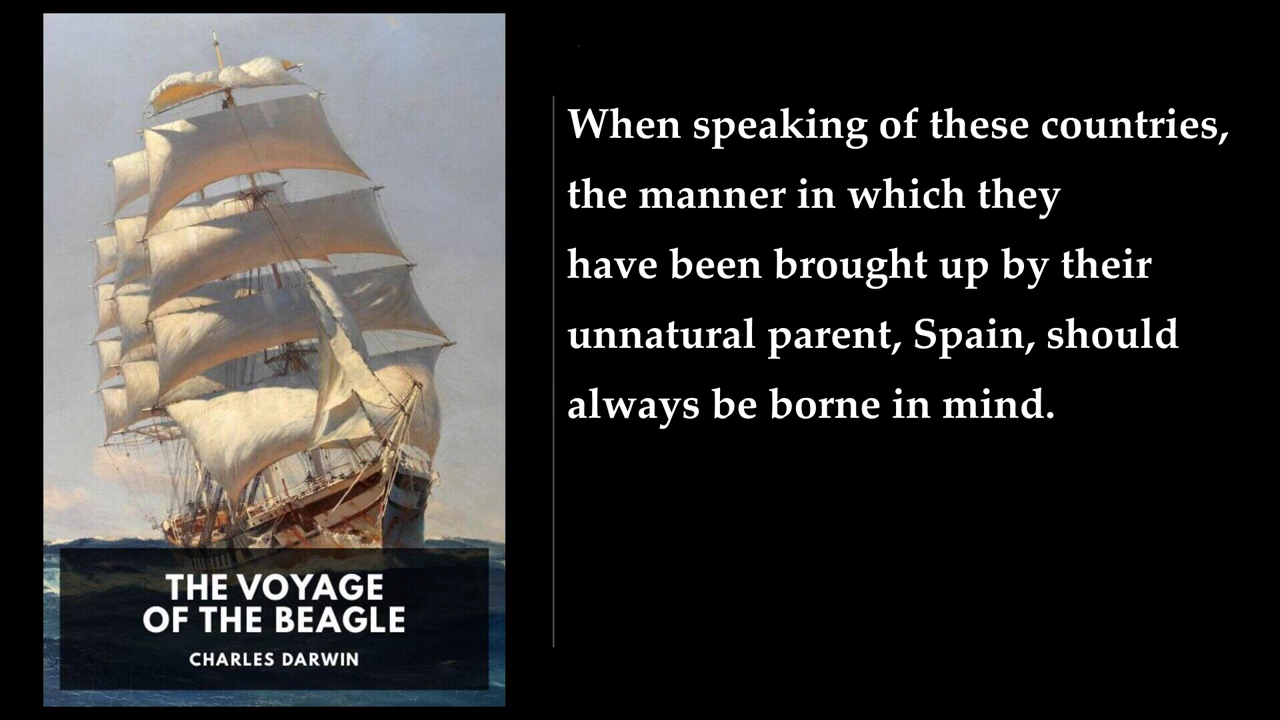 When speaking of these countries,
the manner in which they
have been brought up by their
unnatural parent, Spain, should
always be borne in mind.
THE VOYAGE
OF THE BEAGLE
CHARLES DARWIN